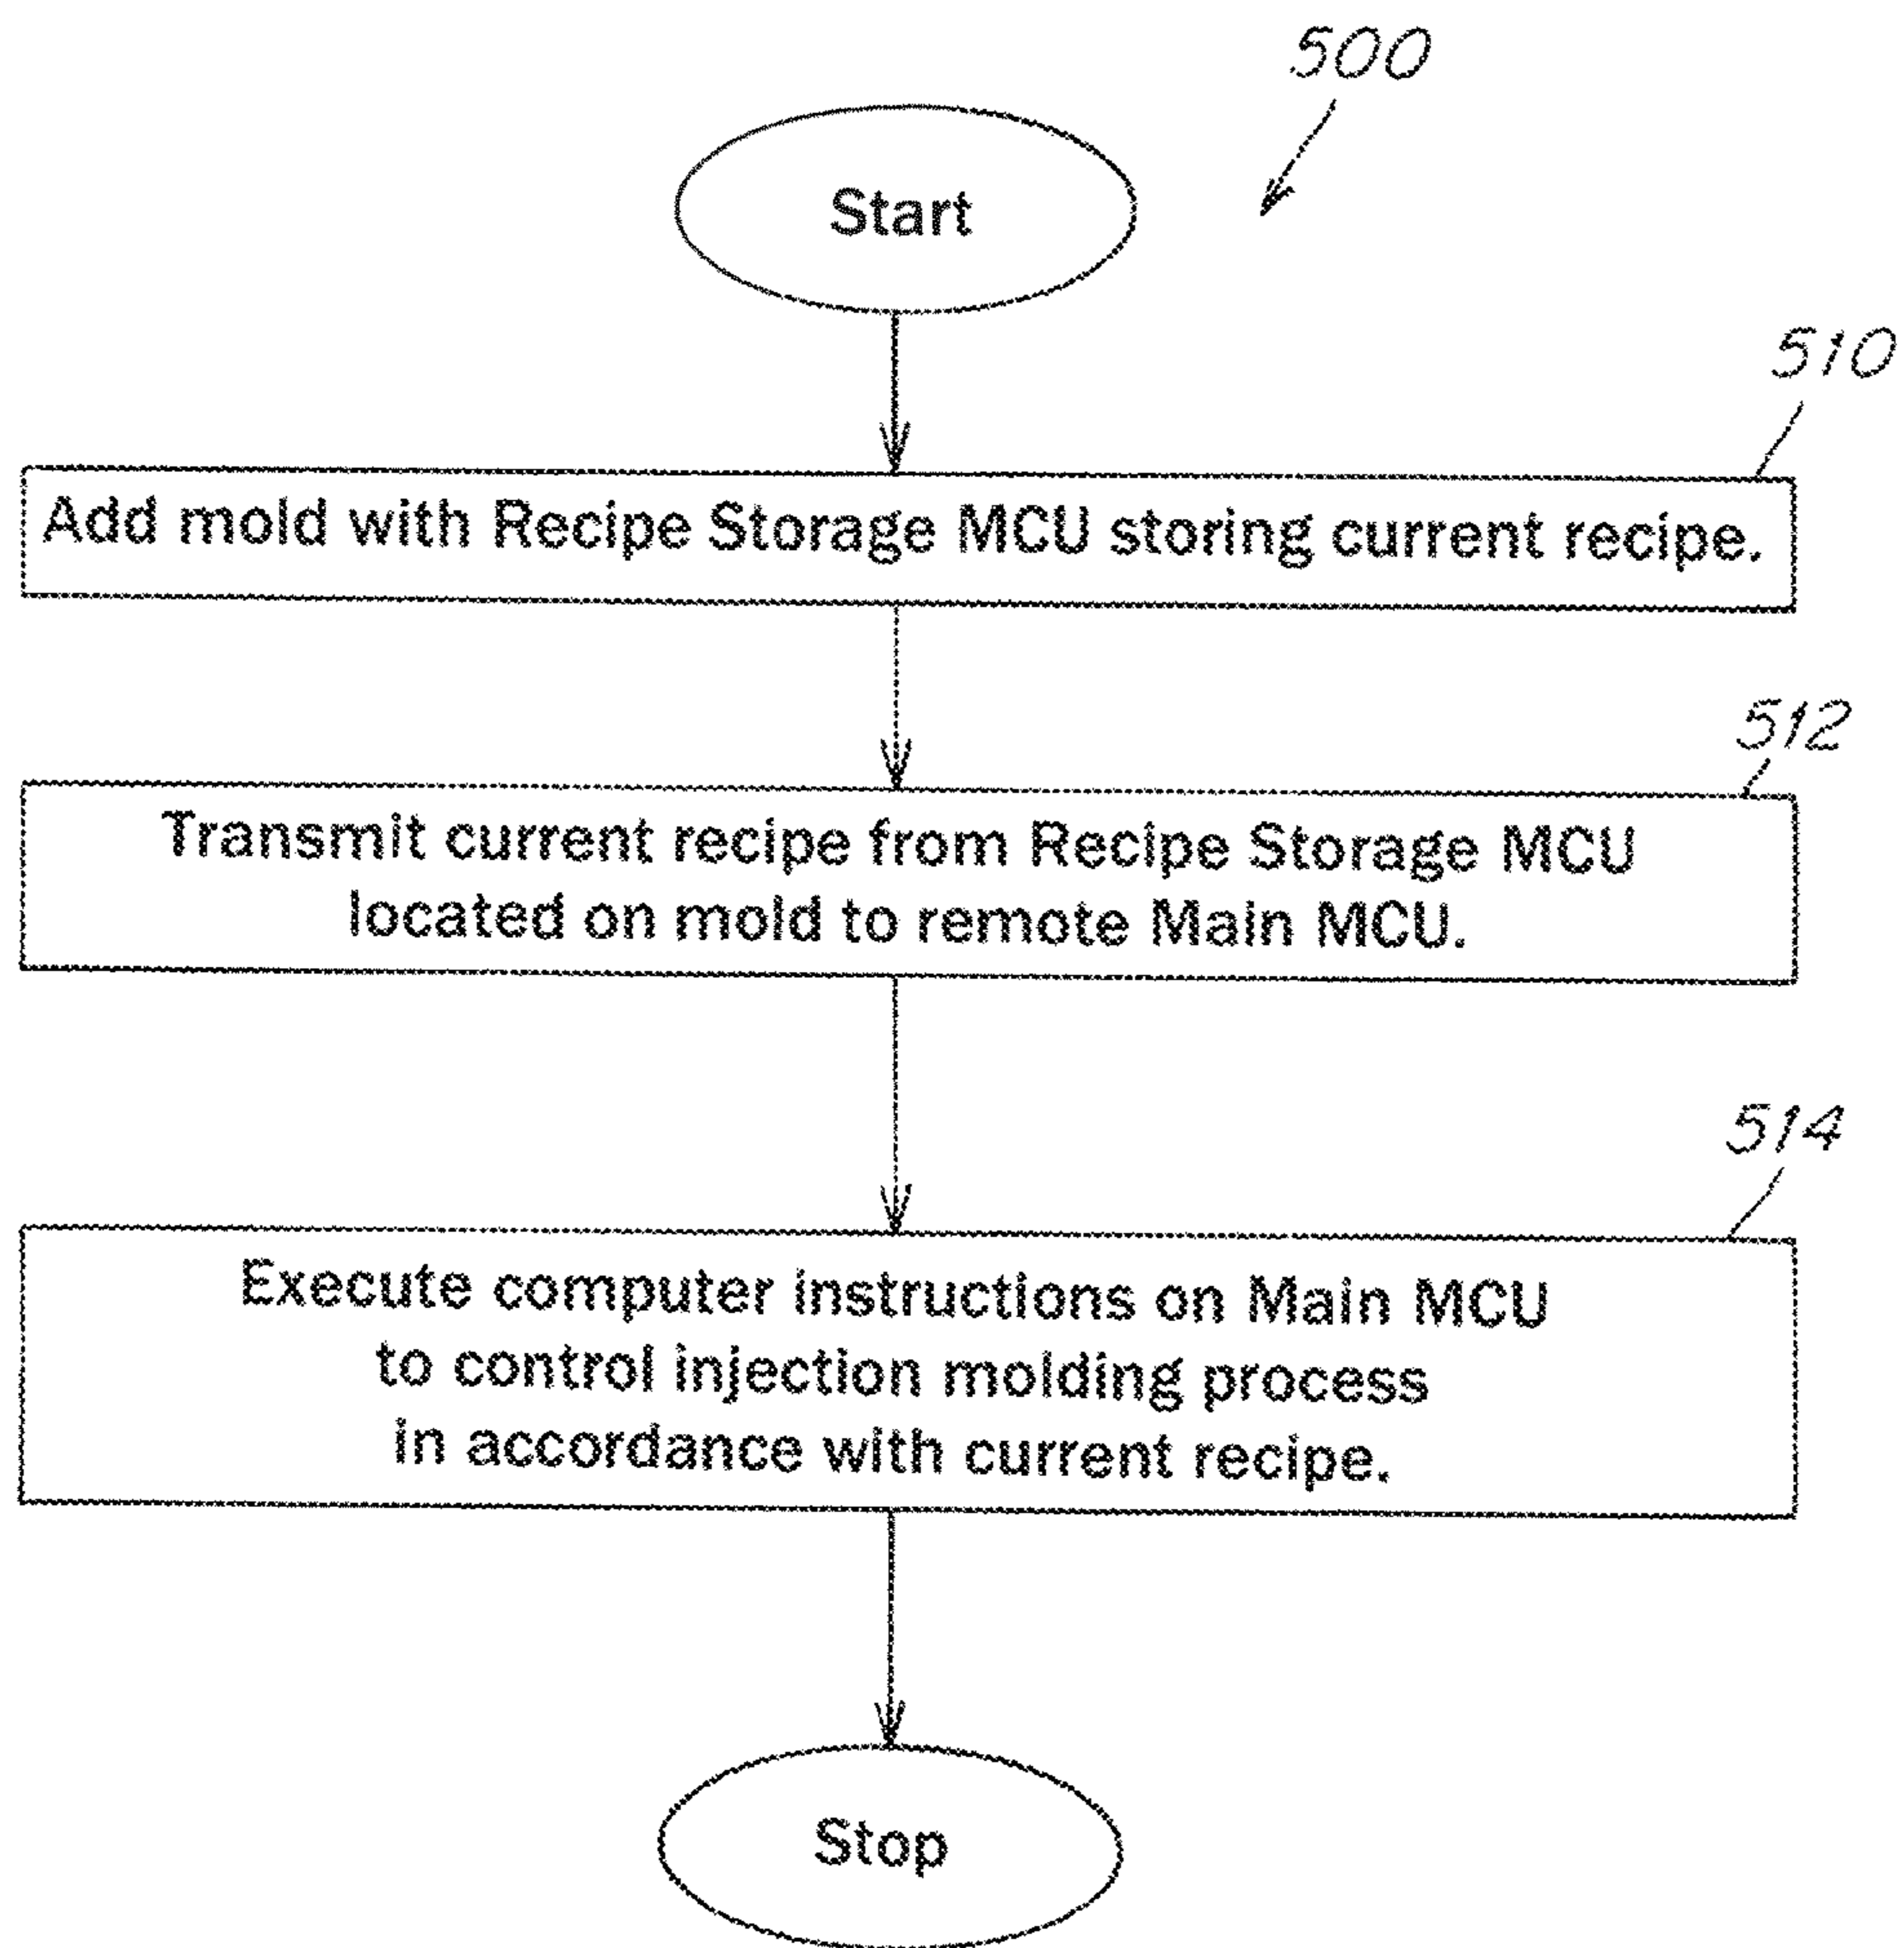 500
Start
510
Add mold with Recipe Storage MCU storing current recipe.
512
Transmit current recipe from Recipe Storage MCU
located on mold to remote Main MCU.
514
Execute computer instructions on Main MCU
to control injection molding process
in accordance with current recipe.
Stop